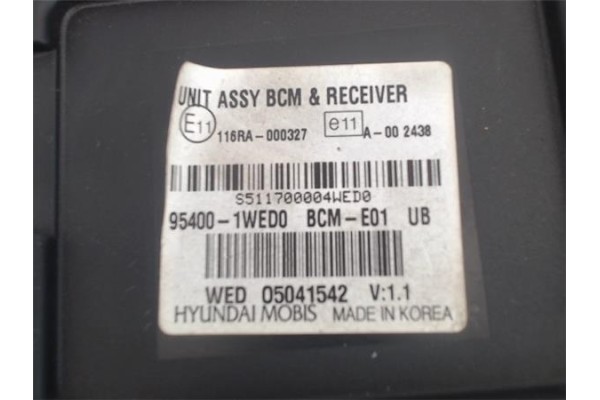 UNIT ASSY BCM & RECEIVER
E11 116RA-000327 e11 A-00 2438
S511700004WED0
95400-1WED0 BCM-E01 UB
WED 05041542 V:1.1
HYUNDAI MOBIS MADE IN KOREA